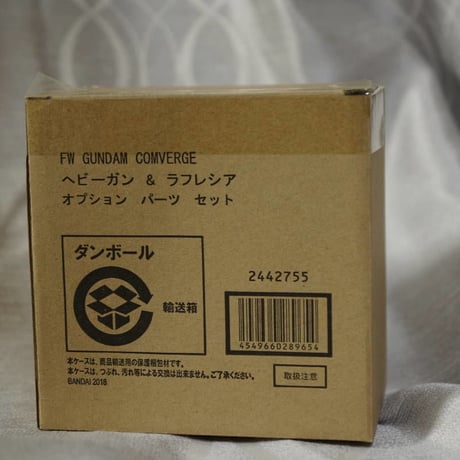 FW GUNDAM COMVERGE
ヘビーガン & ラフレシア
オプション パーツ セット
ダンボール
輸送箱
2442755
4549660289654
本ケースは、商品輸送用の保護梱包材です。
本ケースは、つぶれ、汚れ等による交換は出来ません。ご了承ください。
BANDAI 2018
取扱注意